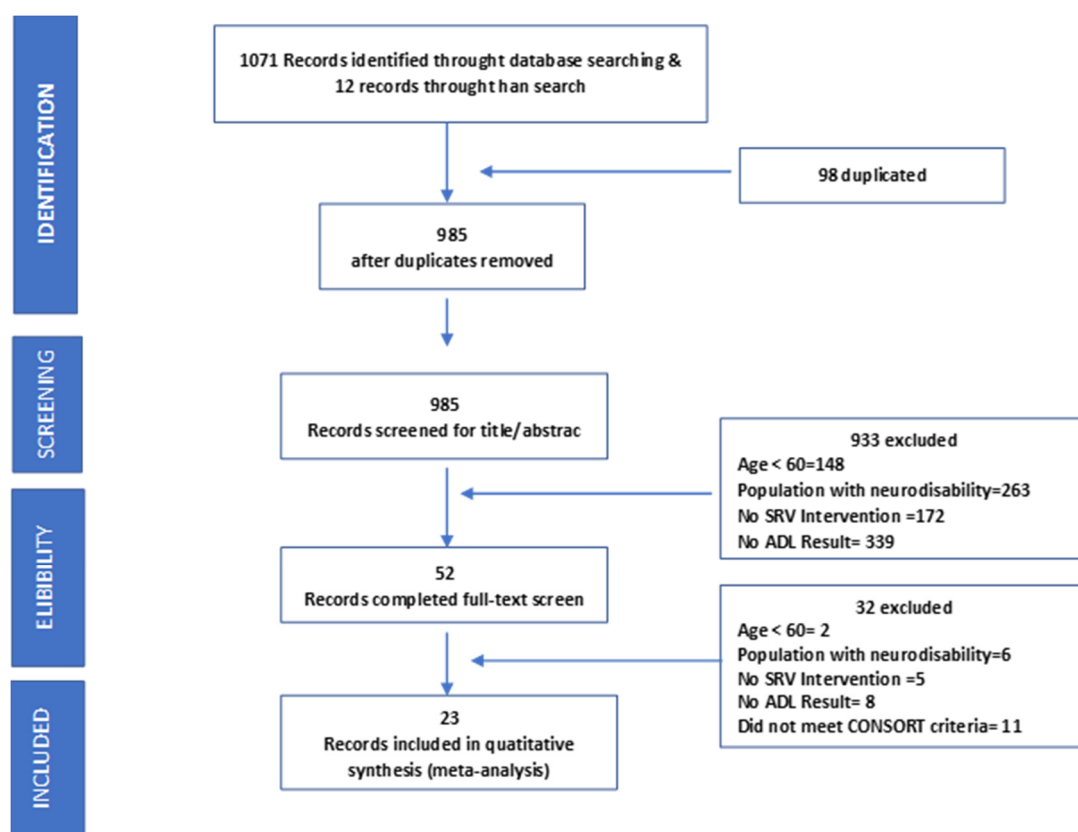 IDENTIFICATION
1071 Records identified throught database searching &
12 records throught han search
98 duplicated
985
after duplicates removed
SCREENING
985
Records screened for title/abstrac
933 excluded
Age < 60=148
Population with neurodisability=263
No SRV Intervention =172
No ADL Result= 339
ELIBIBILITY
52
Records completed full-text screen
32 excluded
Age < 60= 2
Population with neurodisability=6
No SRV Intervention =5
No ADL Result= 8
Did not meet CONSORT criteria= 11
INCLUDED
23
Records included in quatitative
synthesis (meta-analysis)